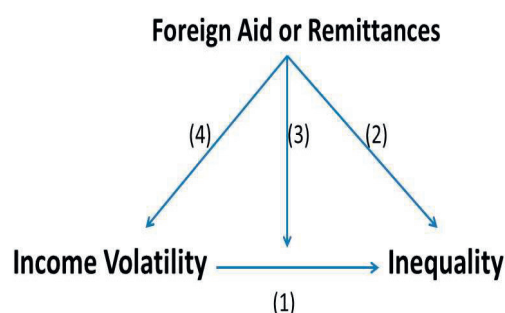 Foreign Aid or Remittances
(4)
(3)
(2)
Income Volatility
Inequality
(1)